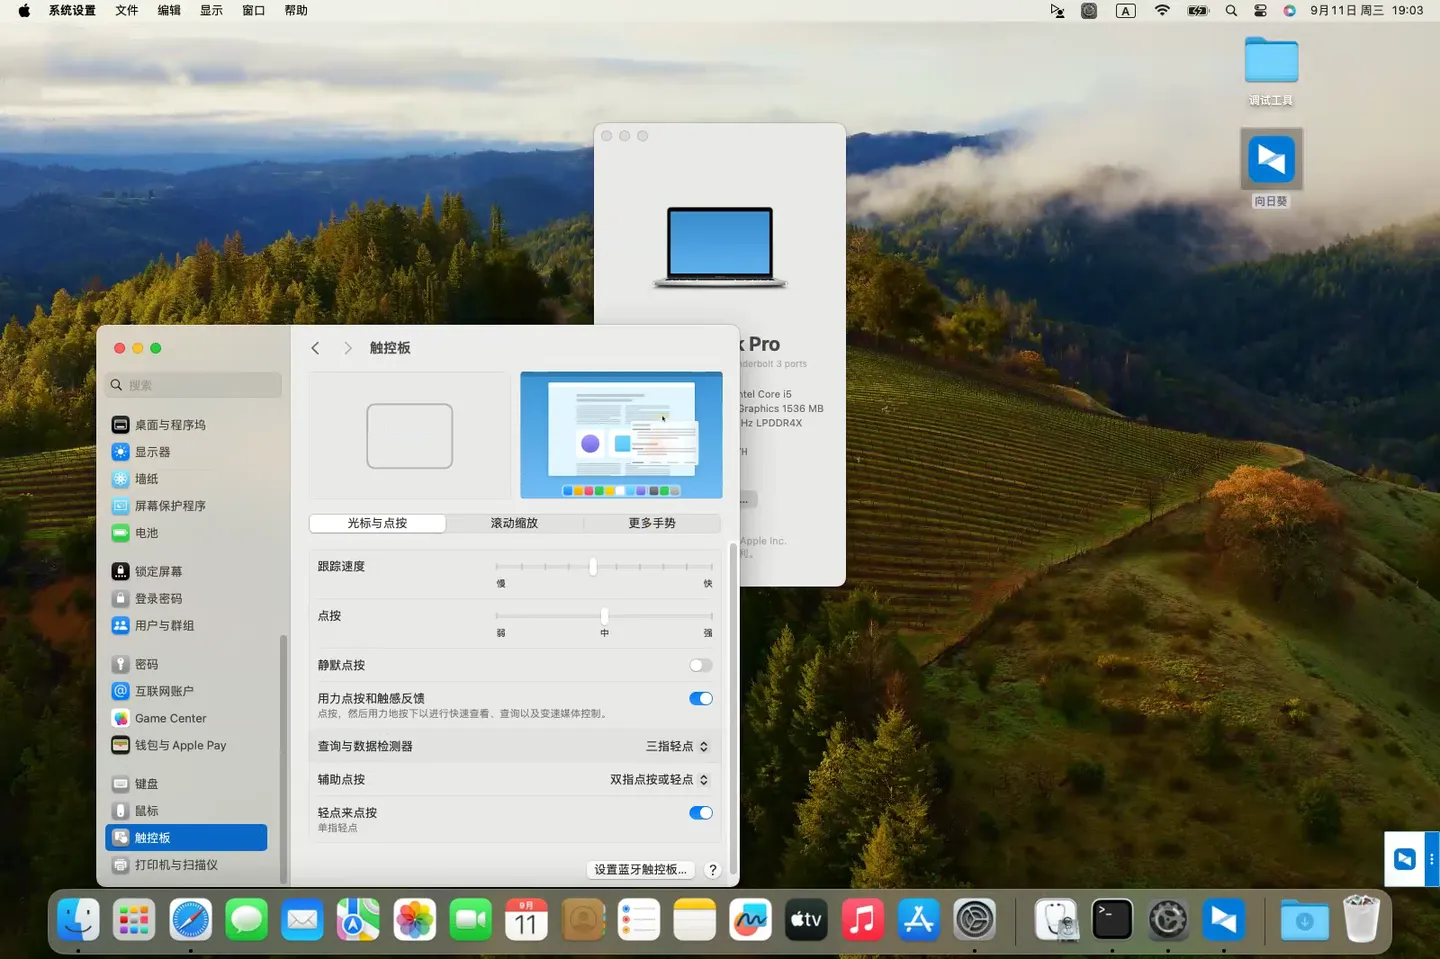 系统设置 文件 编辑 显示 窗口 帮助
A
9月11日 周三 19:03
调试工具
向日葵
k Pro
derbolt 3 ports
ntel Core i5
Graphics 1536 MB
Hz LPDDR4X
...
Apple Inc.
利。
触控板
搜索
桌面与程序坞
显示器
墙纸
屏幕保护程序
电池
锁定屏幕
登录密码
用户与群组
密码
互联网账户
Game Center
钱包与 Apple Pay
键盘
鼠标
触控板
打印机与扫描仪
光标与点按 滚动缩放 更多手势
跟踪速度
慢 快
点按
弱 中 强
静默点按
用力点按和触感反馈
点按，然后用力地按下以进行快速查看、查询以及变速媒体控制。
查询与数据检测器 三指轻点
辅助点按 双指点按或轻点
轻点来点按
单指轻点
设置蓝牙触控板... ?
9月
11
tv